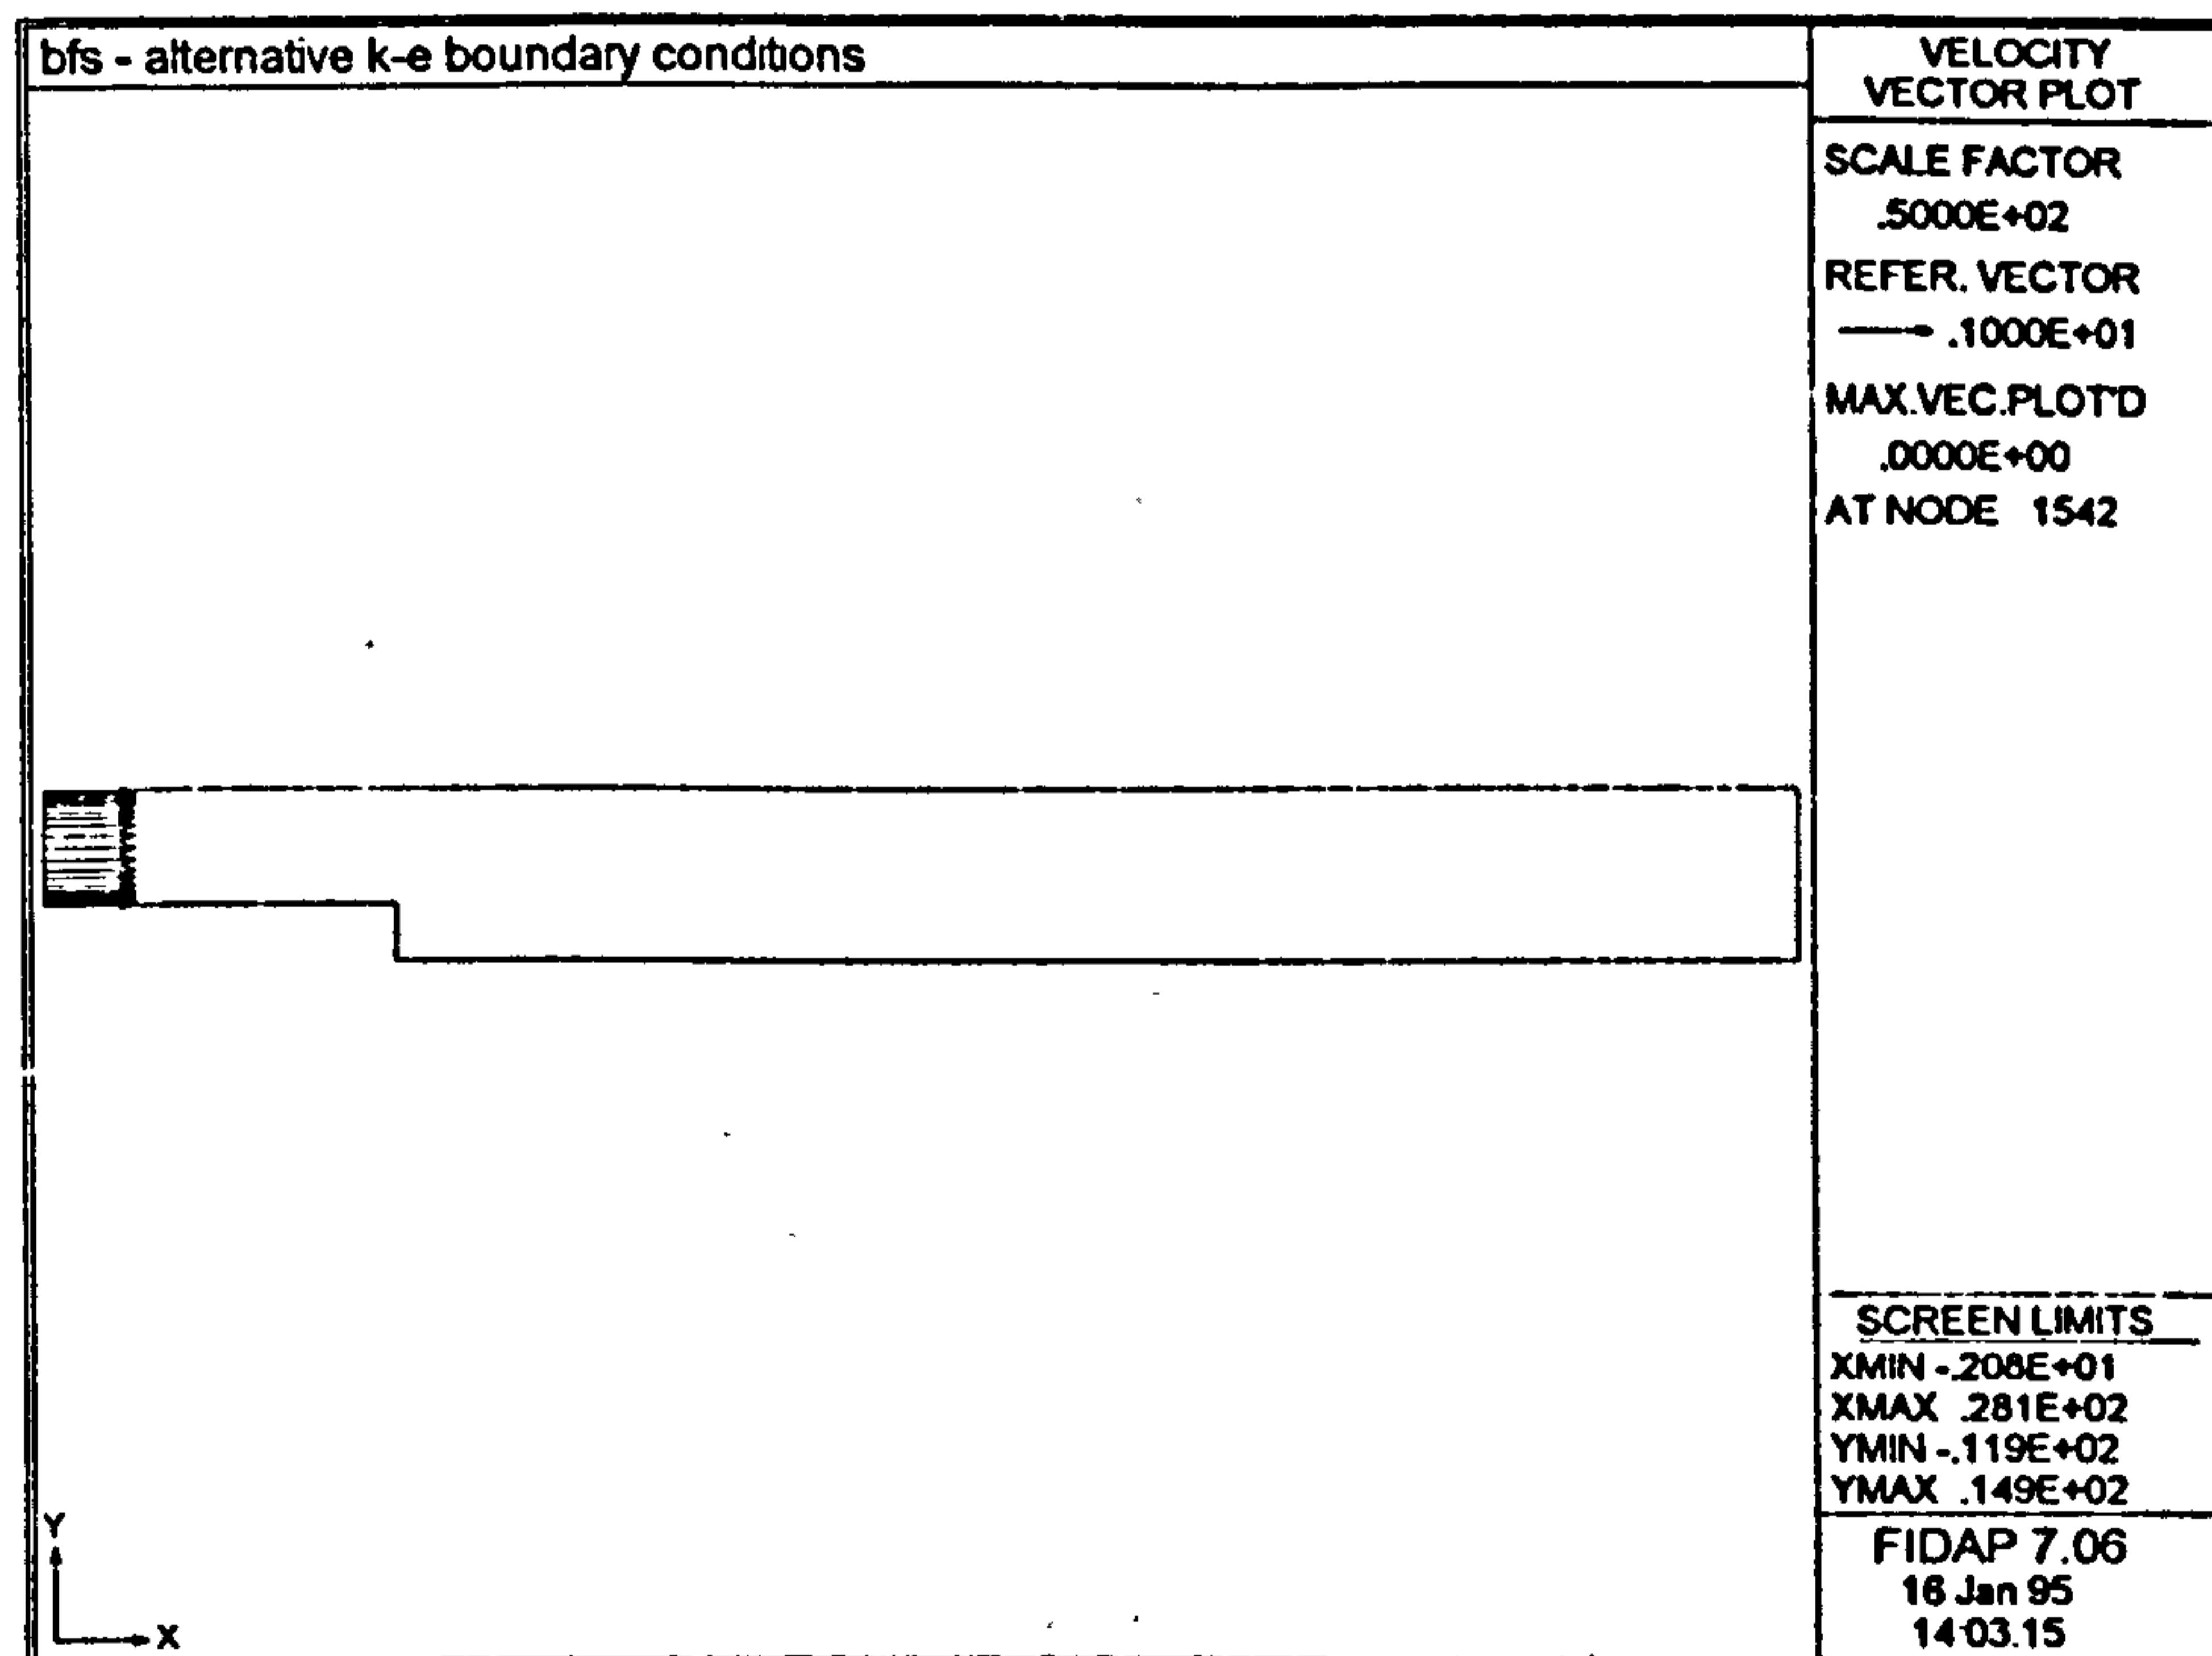 bfs - alternative k-e boundary conditions
VELOCITY
VECTOR PLOT
SCALE FACTOR
.5000E+02
REFER. VECTOR
.1000E+01
MAX.VEC.PLOT'D
.0000E+00
AT NODE 1542
SCREEN LIMITS
XMIN -.208E+01
XMAX .281E+02
YMIN -.119E+02
YMAX .149E+02
FIDAP 7.06
16 Jan 95
14:03.15
Y
X